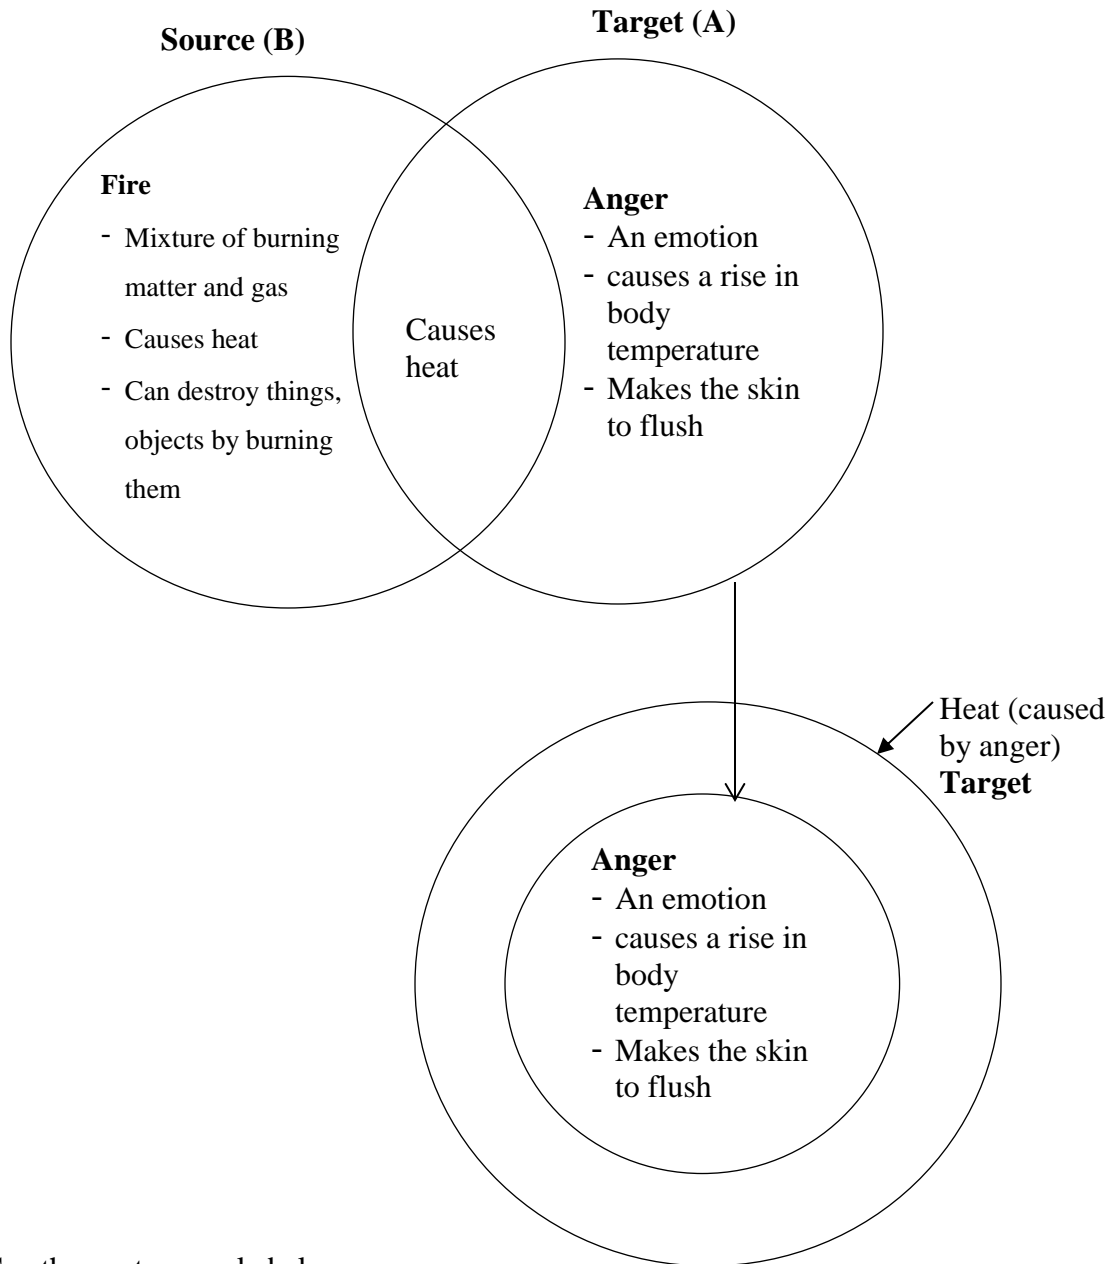 Source (B)
Target (A)
Fire
- Mixture of burning
matter and gas
- Causes heat
- Can destroy things,
objects by burning
them
Causes
heat
Anger
- An emotion
- causes a rise in
body
temperature
- Makes the skin
to flush
Heat (caused
by anger)
Target
Anger
- An emotion
- causes a rise in
body
temperature
- Makes the skin
to flush